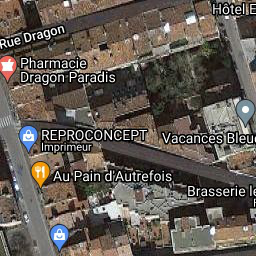 Hôtel E
Rue Dragon
Pharmacie
Dragon Paradis
REPROCONCEPT
Imprimeur
Vacances Bleue
Au Pain d'Autrefois
Brasserie le